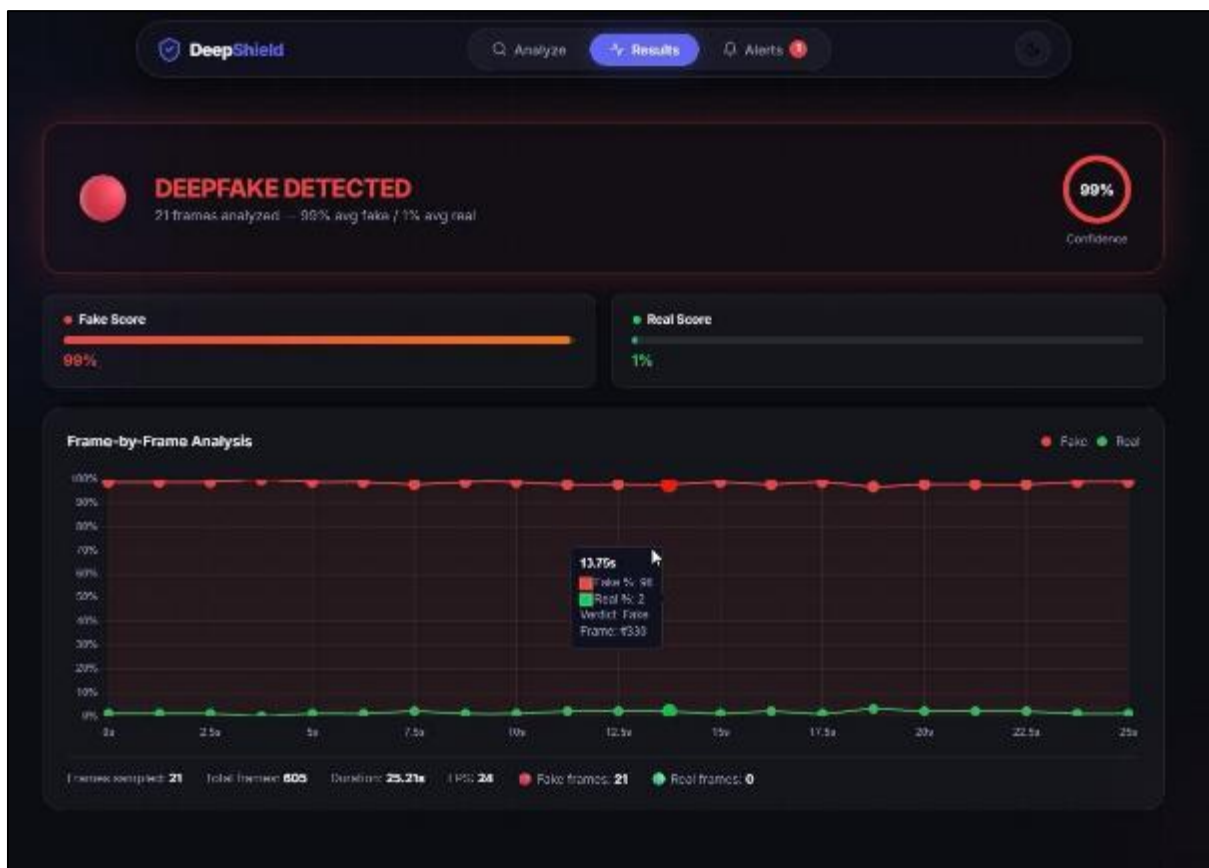 DeepShield
Analyze
Results
Alerts
DEEPFAKE DETECTED
21 frames analyzed — 99% avg fake / 1% avg real
99%
Confidence
Fake Score
99%
Real Score
1%
Frame-by-Frame Analysis
Fake Real
100%
90%
80%
70%
60%
50%
40%
30%
20%
10%
0%
13.75s
Fake %: 98
Real %: 2
Verdict: Fake
Frame: #330
0s 2.5s 5s 7.5s 10s 12.5s 15s 17.5s 20s 22.5s 25s
Frames sampled: 21 Total frames: 605 Duration: 25.21s FPS: 24 Fake frames: 21 Real frames: 0